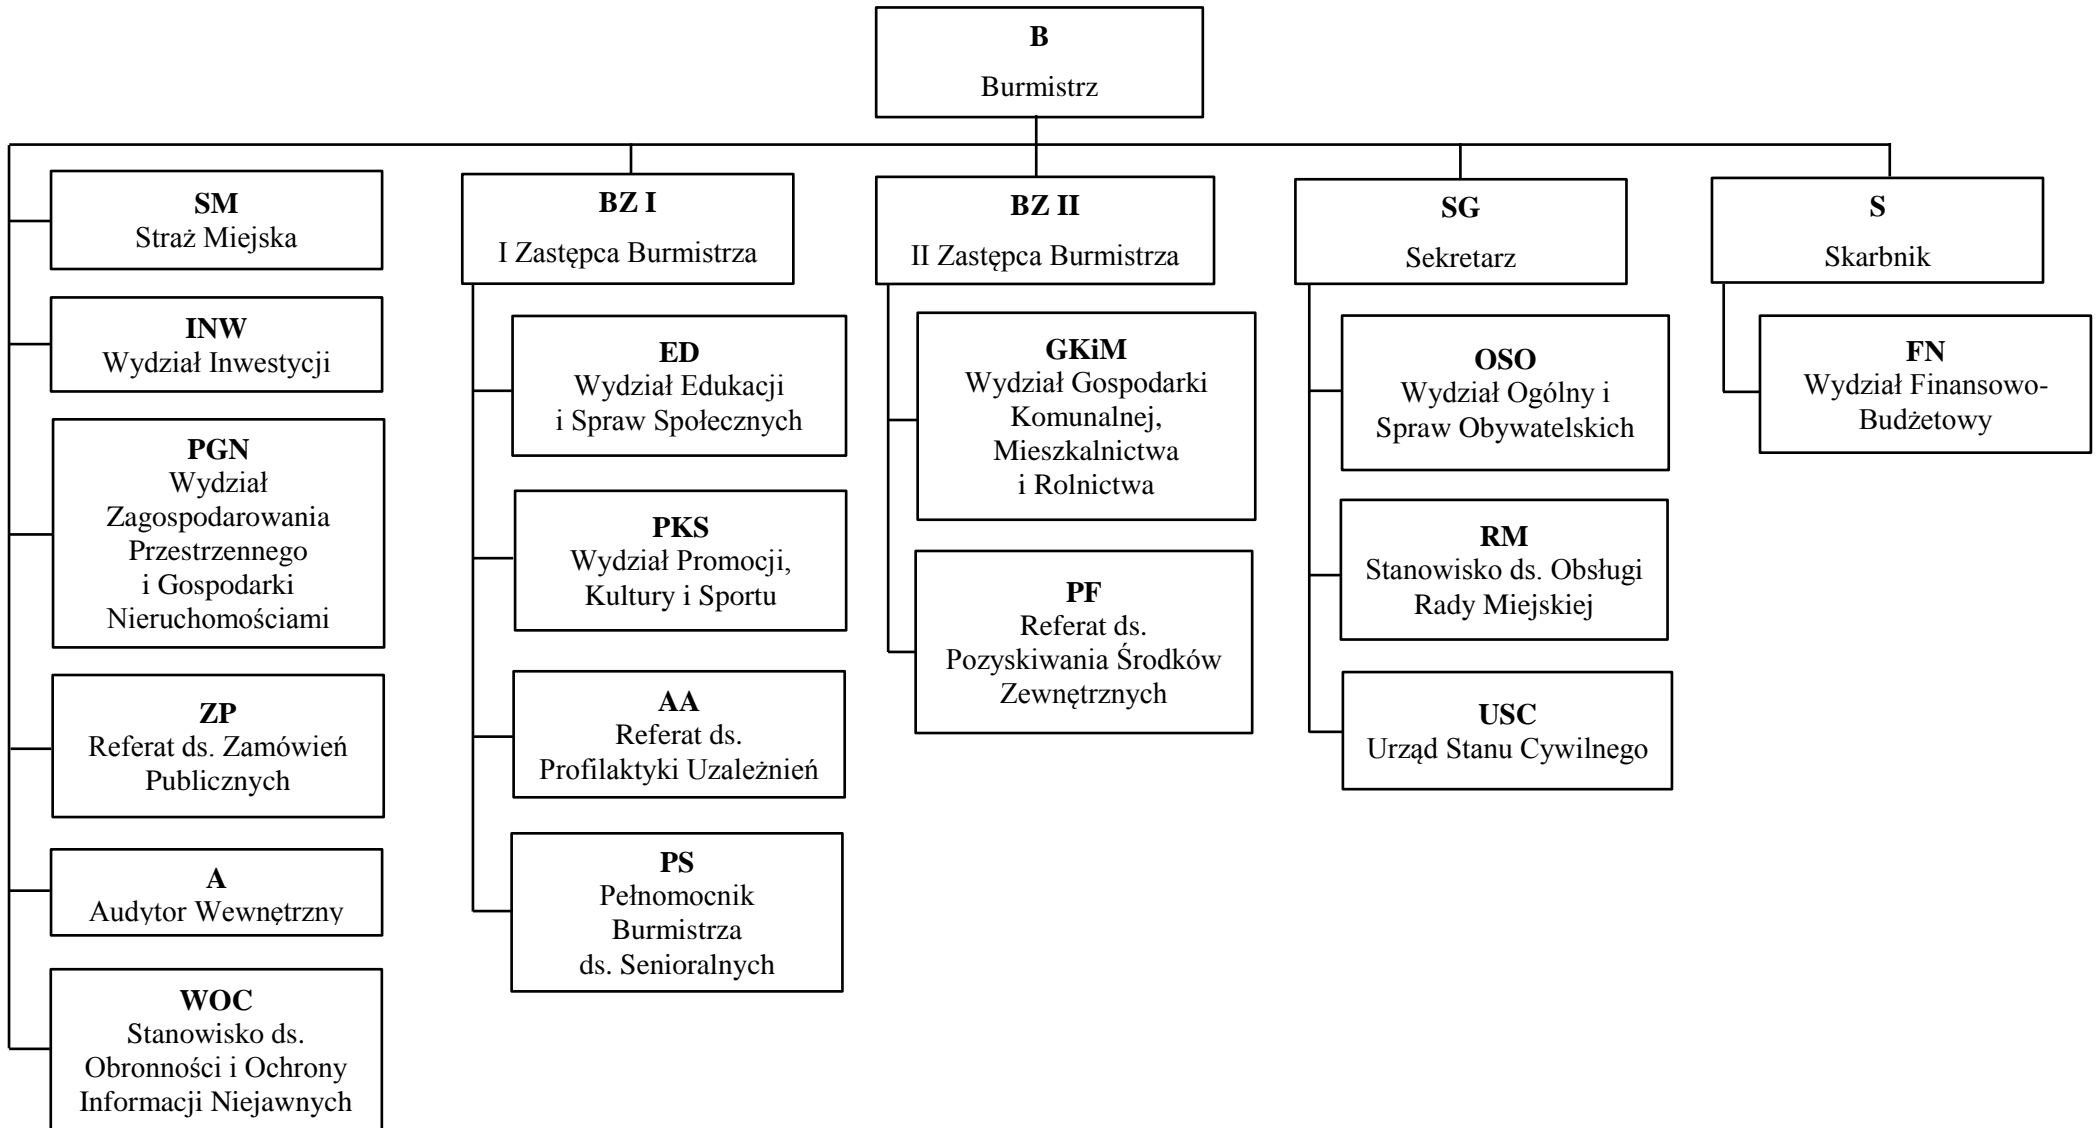 B
Burmistrz
SM
Straż Miejska
INW
Wydział Inwestycji
PGN
Wydział
Zagospodarowania
Przestrzennego
i Gospodarki
Nieruchomościami
ZP
Referat ds. Zamówień
Publicznych
A
Audytor Wewnętrzny
WOC
Stanowisko ds.
Obronności i Ochrony
Informacji Niejawnych
BZ I
I Zastępca Burmistrza
ED
Wydział Edukacji
i Spraw Społecznych
PKS
Wydział Promocji,
Kultury i Sportu
AA
Referat ds.
Profilaktyki Uzależnień
PS
Pełnomocnik
Burmistrza
ds. Senioralnych
BZ II
II Zastępca Burmistrza
GKiM
Wydział Gospodarki
Komunalnej,
Mieszkalnictwa
i Rolnictwa
PF
Referat ds.
Pozyskiwania Środków
Zewnętrznych
SG
Sekretarz
OSO
Wydział Ogólny i
Spraw Obywatelskich
RM
Stanowisko ds. Obsługi
Rady Miejskiej
USC
Urząd Stanu Cywilnego
S
Skarbnik
FN
Wydział Finansowo-
Budżetowy